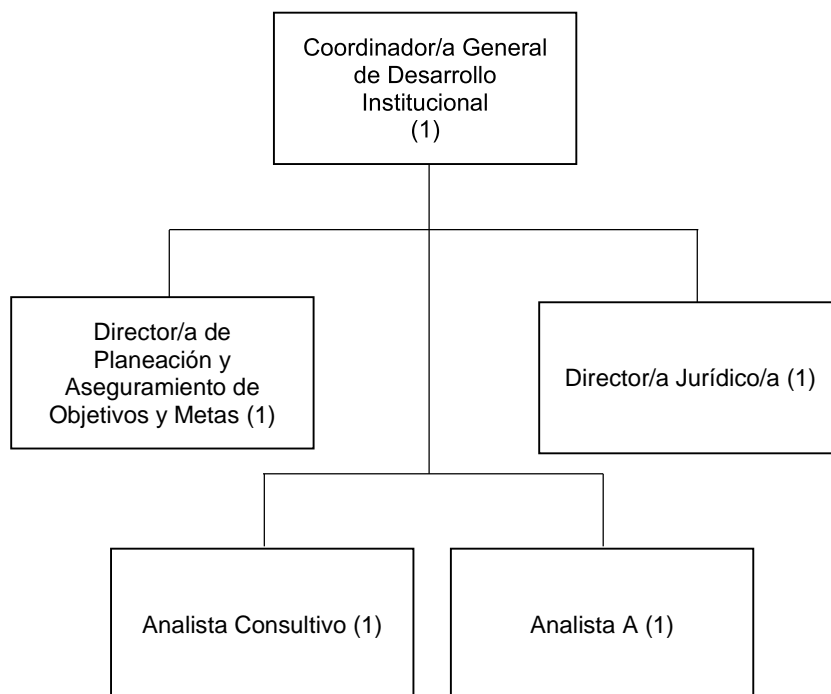 Coordinador/a General
de Desarrollo
Institucional
(1)
Director/a de
Planeación y
Aseguramiento de
Objetivos y Metas (1)
Director/a Jurídico/a (1)
Analista Consultivo (1)
Analista A (1)